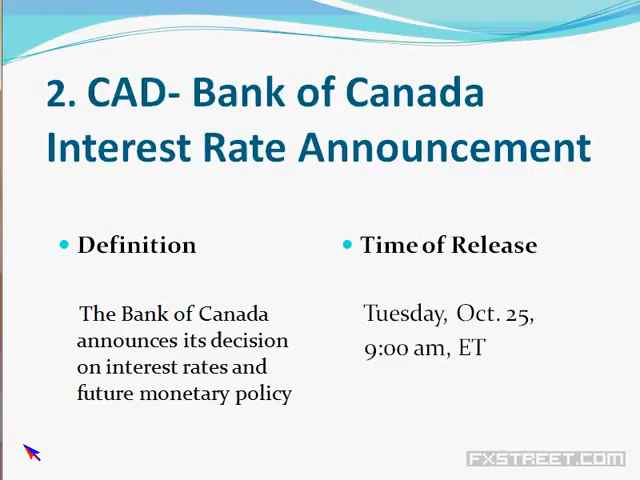 2. CAD- Bank of Canada
Interest Rate Announcement
Definition
The Bank of Canada
announces its decision
on interest rates and
future monetary policy
Time of Release
Tuesday, Oct. 25,
9:00 am, ET
FXSTREET.COM